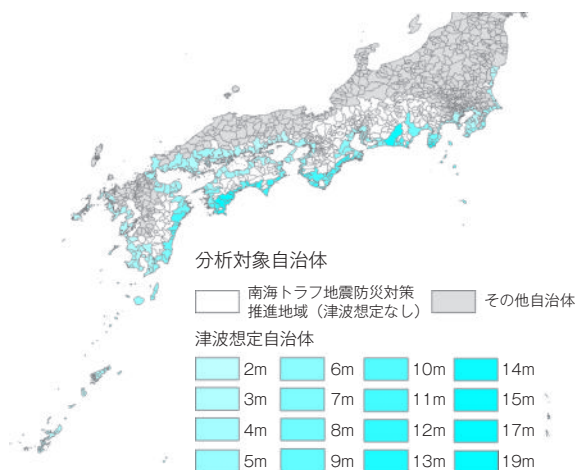 分析対象自治体
南海トラフ地震防災対策
推進地域（津波想定なし）
その他自治体
津波想定自治体
2m 6m 10m 14m
3m 7m 11m 15m
4m 8m 12m 17m
5m 9m 13m 19m